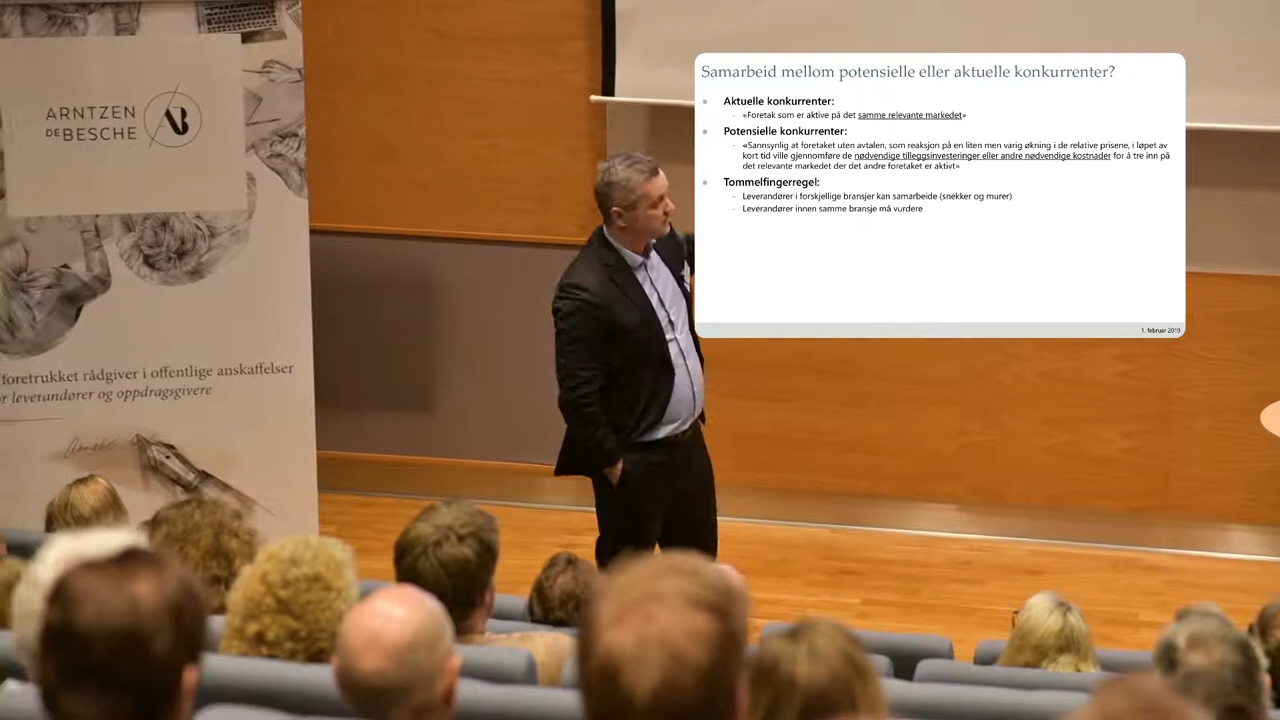 ARNTZEN
DEBESCHE
foretrukket rådgiver i offentlige anskaffelser
leverandører og oppdragsgivere
Samarbeid mellom potensielle eller aktuelle konkurrenter?
Aktuelle konkurrenter:
- «Foretak som er aktive på det samme relevante markedet»
Potensielle konkurrenter:
- «Sannsynlig at foretaket uten avtalen, som reaksjon på en liten men varig økning i de relative prisene, i løpet av
kort tid ville gjennomføre de nødvendige tilleggsinvesteringer eller andre nødvendige kostnader for å tre inn på
det relevante markedet der det andre foretaket er aktivt»
Tommelfingerregel:
- Leverandører i forskjellige bransjer kan samarbeide (snekker og murer)
- Leverandører innen samme bransje må vurdere
1. februar 2019